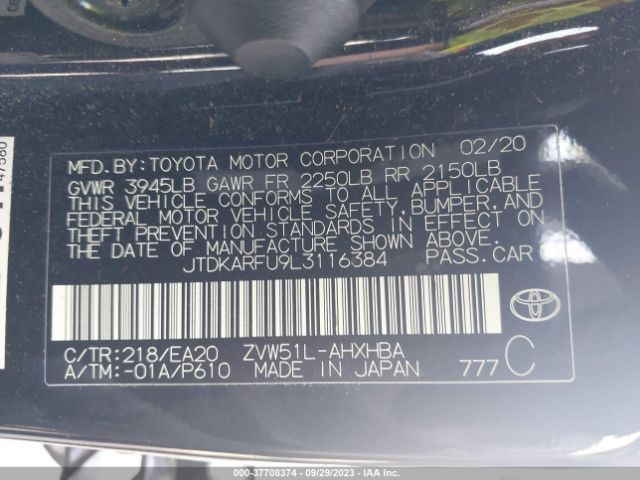 MFD. BY: TOYOTA MOTOR CORPORATION 02/20
GVWR 3945LB GAWR FR 2250LB RR 2150LB
THIS VEHICLE CONFORMS TO ALL APPLICABLE
FEDERAL MOTOR VEHICLE SAFETY, BUMPER, AND
THEFT PREVENTION STANDARDS IN EFFECT ON
THE DATE OF MANUFACTURE SHOWN ABOVE.
JTDKARFU9L3116384 PASS. CAR
C/TR: 218/EA20 ZVW51L-AHXHBA
A/TM: -01A/P610 MADE IN JAPAN 777 C
47560
000-37708374 | 09/29/2023 | IAA Inc.